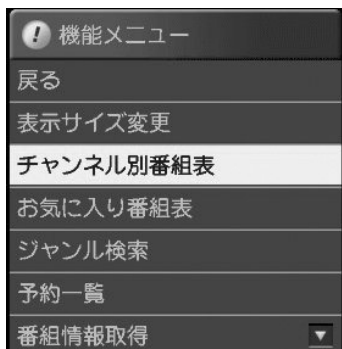 機能メニュー
戻る
表示サイズ変更
チャンネル別番組表
お気に入り番組表
ジャンル検索
予約一覧
番組情報取得